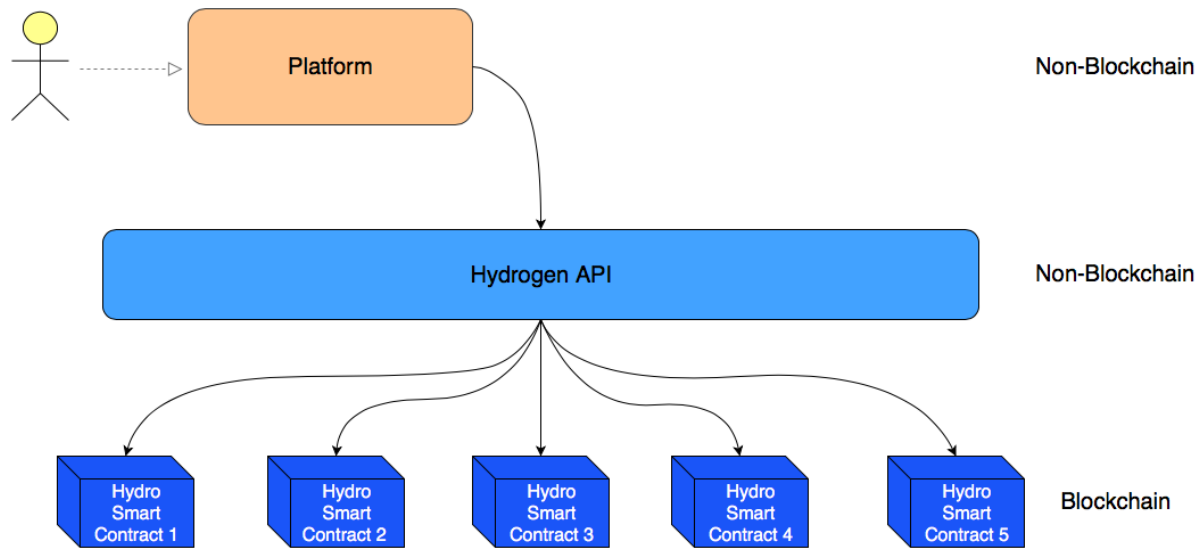 Platform
Non-Blockchain
Hydrogen API
Non-Blockchain
Hydro
Smart
Contract 1
Hydro
Smart
Contract 2
Hydro
Smart
Contract 3
Hydro
Smart
Contract 4
Hydro
Smart
Contract 5
Blockchain